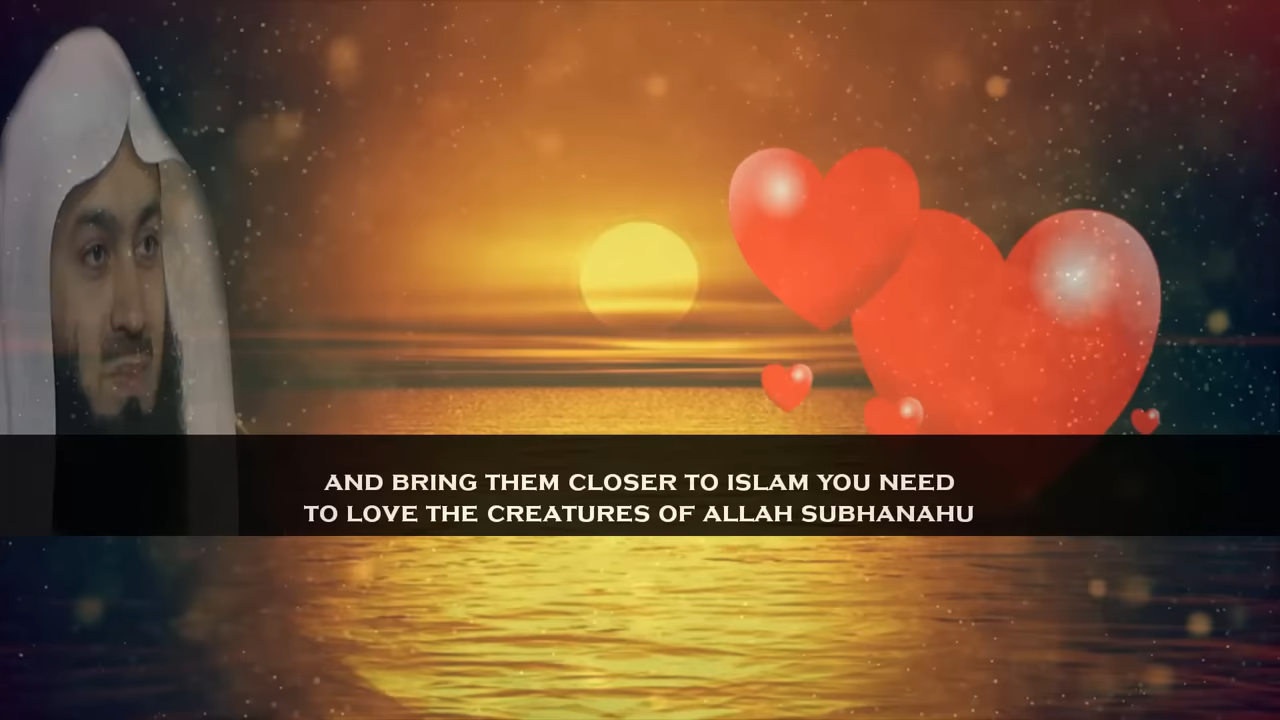 AND BRING THEM CLOSER TO ISLAM YOU NEED
TO LOVE THE CREATURES OF ALLAH SUBHANAHU